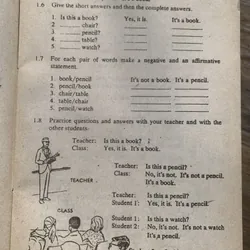 1.6 Give the short answers and then the complete answers.
1. Is this a book? Yes, it is. It's a book.
2. chair?
3. pencil?
4. table?
5. watch?
1.7 For each pair of words make a negative and an affirmative
statement.
1. book/pencil It's not a book. It's a pencil.
2. pencil/book
3. chair/table
4. table/chair
5. pencil/watch
1.8 Practice questions and answers with your teacher and with the
other students:
Teacher: Is this a book?
Class: Yes, it is. It's a book.
Teacher: Is this a pencil?
Class: No, it's not. It's not a pencil.
It's a book.
TEACHER
Teacher: Is this a pencil?
Student 1: Yes, it is. It's a pencil.
CLASS
Student 1: Is this a watch?
Student 2: No, it's not. It's not a watch
It's a pencil.